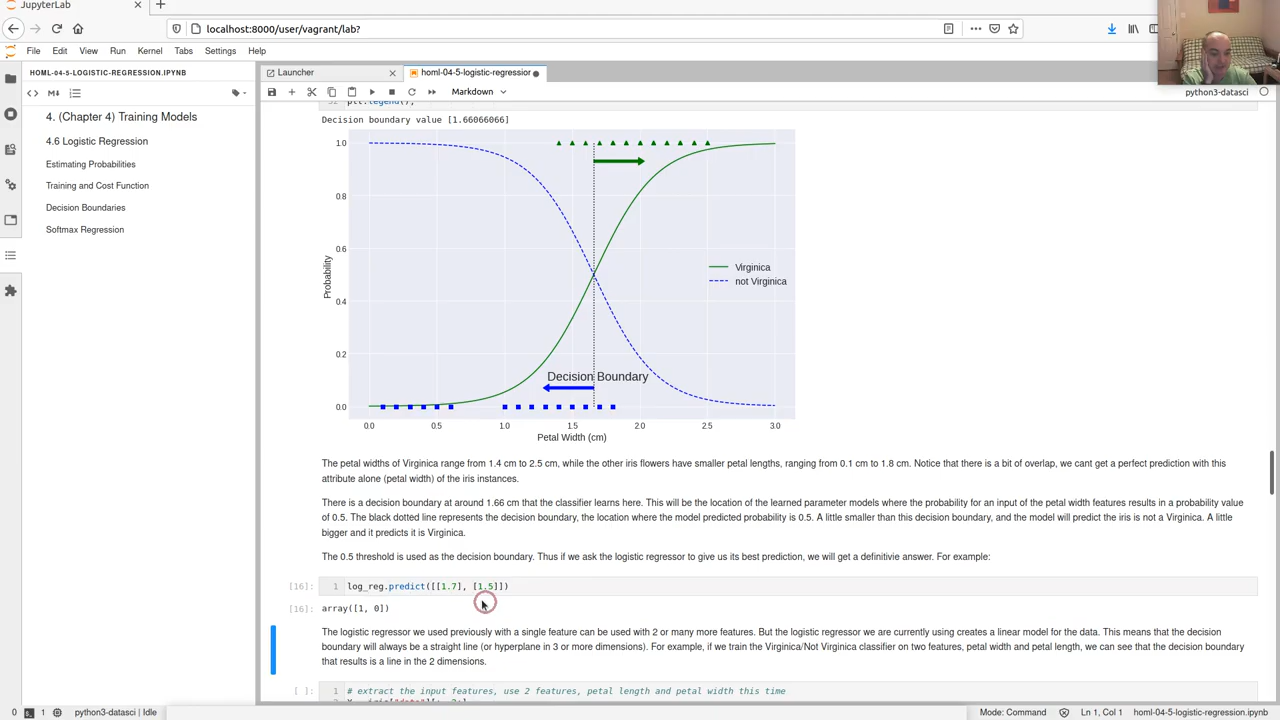 JupyterLab
localhost:8000/user/vagrant/lab?
File Edit View Run Kernel Tabs Settings Help
HOML-04-5-LOGISTIC-REGRESSION.IPYNB
Launcher
homl-04-5-logistic-regression
Markdown
python3-datasci
4. (Chapter 4) Training Models
4.6 Logistic Regression
Estimating Probabilities
Training and Cost Function
Decision Boundaries
Softmax Regression
32 plt.legend();
Decision boundary value [1.66066066]
1.0
0.8
0.6
0.4
0.2
0.0
Probability
Virginica
not Virginica
Decision Boundary
0.0 0.5 1.0 1.5 2.0 2.5 3.0
Petal Width (cm)
The petal widths of Virginica range from 1.4 cm to 2.5 cm, while the other iris flowers have smaller petal lengths, ranging from 0.1 cm to 1.8 cm. Notice that there is a bit of overlap, we cant get a perfect prediction with this
attribute alone (petal width) of the iris instances.
There is a decision boundary at around 1.66 cm that the classifier learns here. This will be the location of the learned parameter models where the probability for an input of the petal width features results in a probability value
of 0.5. The black dotted line represents the decision boundary, the location where the model predicted probability is 0.5. A little smaller than this decision boundary, and the model will predict the iris is not a Virginica. A little
bigger and it predicts it is Virginica.
The 0.5 threshold is used as the decision boundary. Thus if we ask the logistic regressor to give us its best prediction, we will get a definitivie answer. For example:
[16]: 1 log_reg.predict([[1.7], [1.5]])
[16]: array([1, 0])
The logistic regressor we used previously with a single feature can be used with 2 or many more features. But the logistic regressor we are currently using creates a linear model for the data. This means that the decision
boundary will always be a straight line (or hyperplane in 3 or more dimensions). For example, if we train the Virginica/Not Virginica classifier on two features, petal width and petal length, we can see that the decision boundary
that results is a line in the 2 dimensions.
[ ]: 1 # extract the input features, use 2 features, petal length and petal width this time
0 1 python3-datasci | Idle
Mode: Command Ln 1, Col 1 homl-04-5-logistic-regression.ipynb